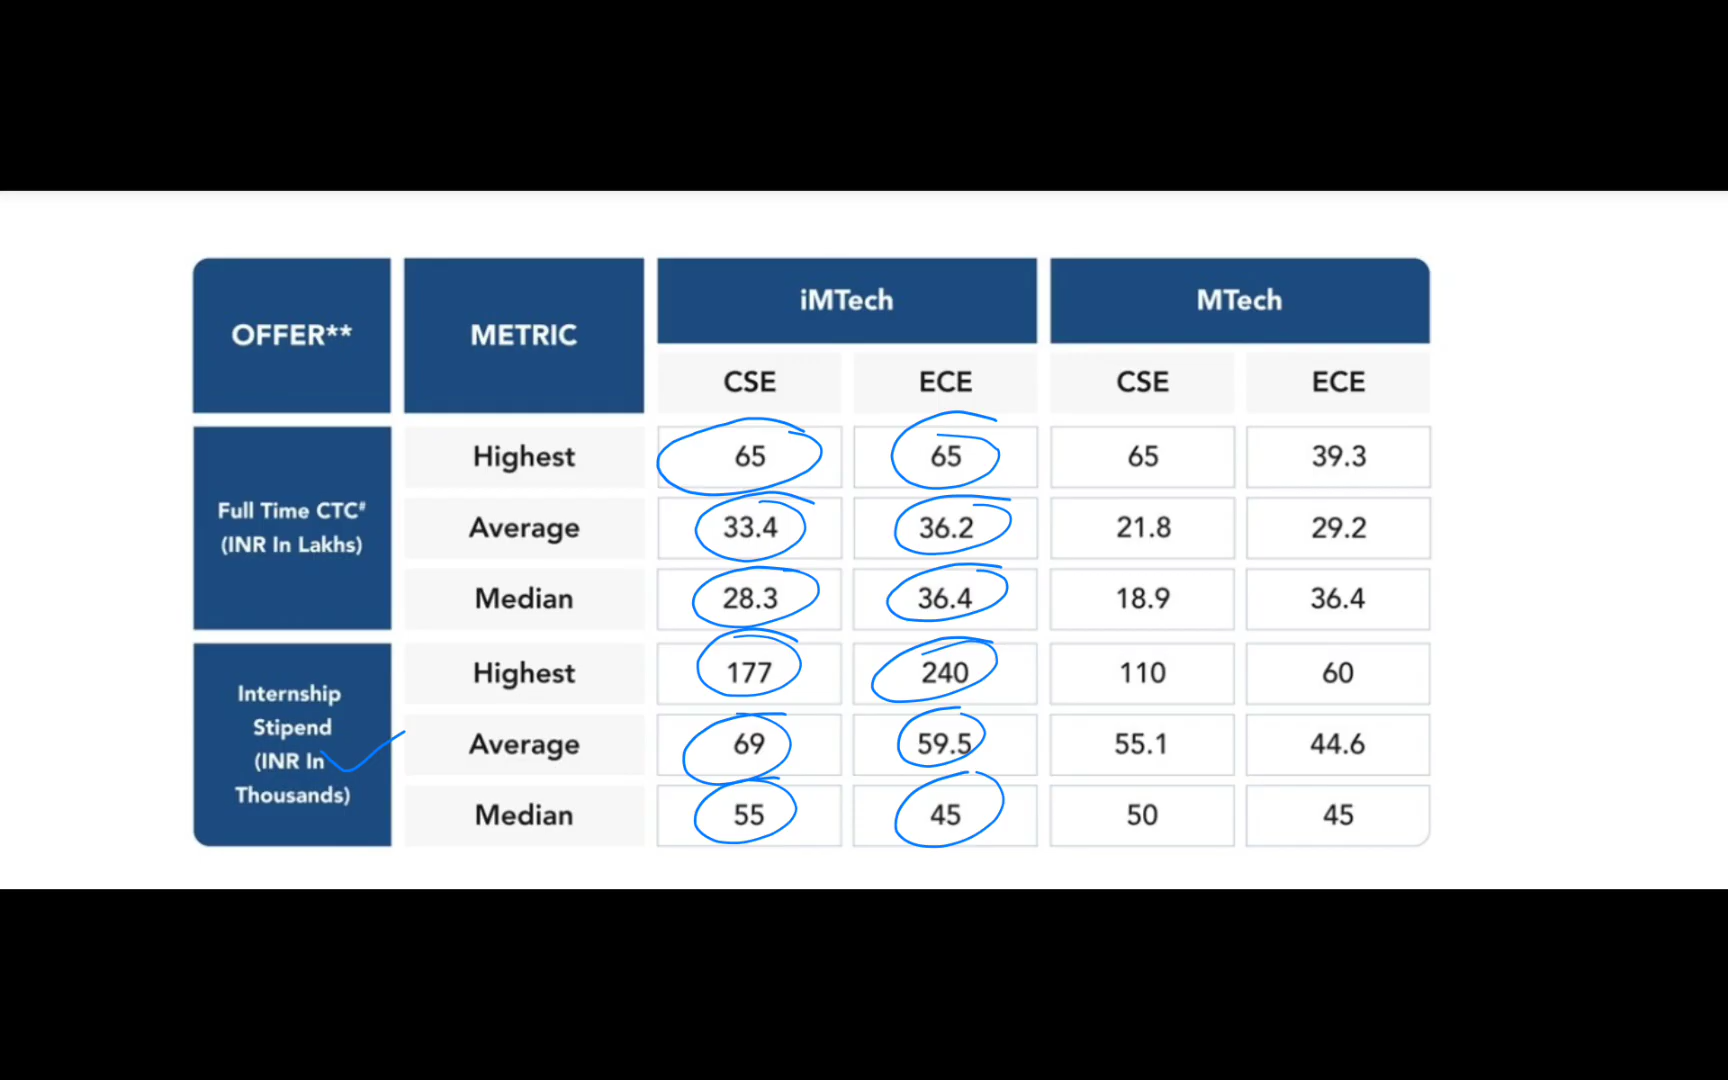 OFFER** METRIC iMTech MTech
CSE ECE CSE ECE
Full Time CTC#
(INR In Lakhs)
Highest 65 65 65 39.3
Average 33.4 36.2 21.8 29.2
Median 28.3 36.4 18.9 36.4
Internship
Stipend
(INR In
Thousands)
Highest 177 240 110 60
Average 69 59.5 55.1 44.6
Median 55 45 50 45